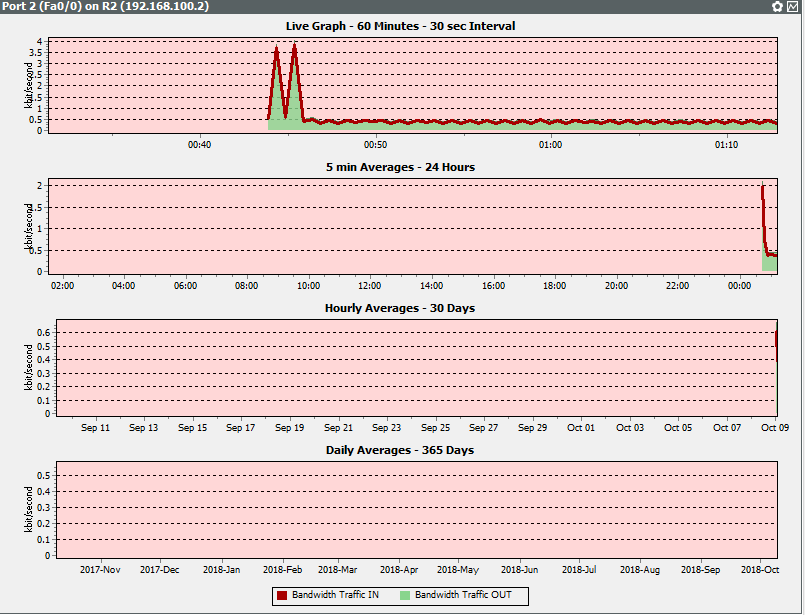 Port 2 (Fa0/0) on R2 (192.168.100.2)
Live Graph - 60 Minutes - 30 sec Interval
kbit/second
4
3.5
3
2.5
2
1.5
1
0.5
0
00:40 00:50 01:00 01:10
5 min Averages - 24 Hours
kbit/second
2
1.5
1
0.5
0
02:00 04:00 06:00 08:00 10:00 12:00 14:00 16:00 18:00 20:00 22:00 00:00
Hourly Averages - 30 Days
kbit/second
0.6
0.5
0.4
0.3
0.2
0.1
0
Sep 11 Sep 13 Sep 15 Sep 17 Sep 19 Sep 21 Sep 23 Sep 25 Sep 27 Sep 29 Oct 01 Oct 03 Oct 05 Oct 07 Oct 09
Daily Averages - 365 Days
kbit/second
0.5
0.4
0.3
0.2
0.1
0
2017-Nov 2017-Dec 2018-Jan 2018-Feb 2018-Mar 2018-Apr 2018-May 2018-Jun 2018-Jul 2018-Aug 2018-Sep 2018-Oct
Bandwidth Traffic IN Bandwidth Traffic OUT